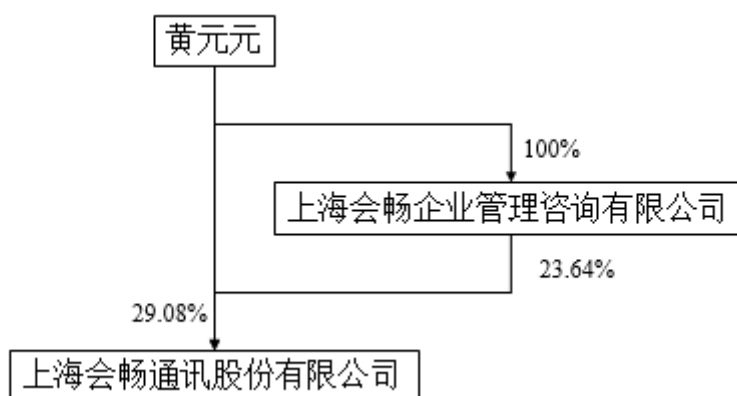 黄元元
100%
上海会畅企业管理咨询有限公司
23.64%
29.08%
上海会畅通讯股份有限公司